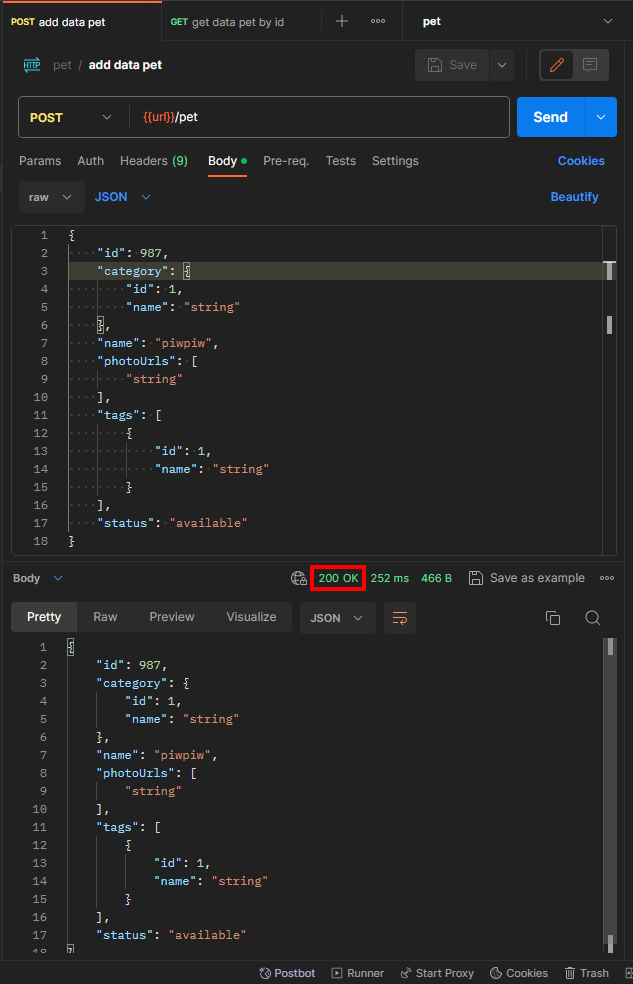 POST add data pet GET get data pet by id + ••• pet
HTTP pet / add data pet Save
POST {{url}}/pet Send
Params Auth Headers (9) Body Pre-req. Tests Settings Cookies
raw JSON Beautify
1 {
2 "id": 987,
3 "category": {
4 "id": 1,
5 "name": "string"
6 },
7 "name": "piwpiw",
8 "photoUrls": [
9 "string"
10 ],
11 "tags": [
12 {
13 "id": 1,
14 "name": "string"
15 }
16 ],
17 "status": "available"
18 }
Body 200 OK 252 ms 466 B Save as example •••
Pretty Raw Preview Visualize JSON
1 {
2 "id": 987,
3 "category": {
4 "id": 1,
5 "name": "string"
6 },
7 "name": "piwpiw",
8 "photoUrls": [
9 "string"
10 ],
11 "tags": [
12 {
13 "id": 1,
14 "name": "string"
15 }
16 ],
17 "status": "available"
18 }
Postbot Runner Start Proxy Cookies Trash